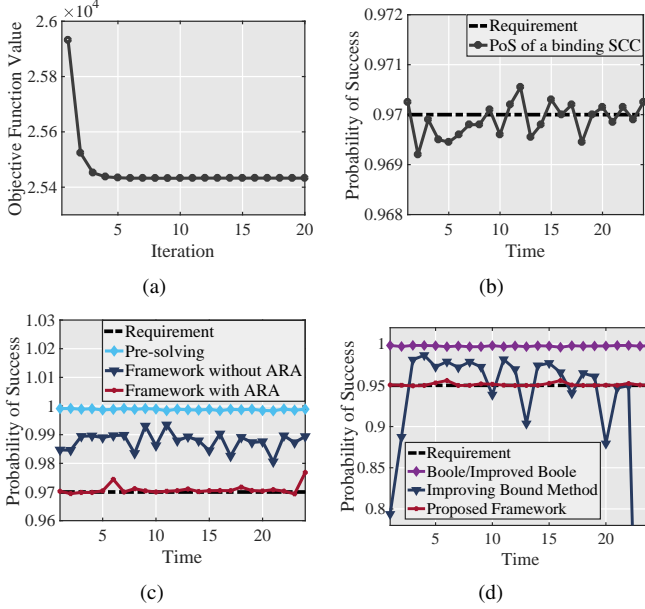 ×10⁴
2.6
2.58
2.56
2.54
5
10
15
20
Objective Function Value
Iteration
(a)
0.972
0.971
0.97
0.969
0.968
5
10
15
20
Probability of Success
Time
Requirement
PoS of a binding SCC
(b)
1.03
1.02
1.01
1
0.99
0.98
0.97
0.96
5
10
15
20
Probability of Success
Time
Requirement
Pre-solving
Framework without ARA
Framework with ARA
(c)
1
0.95
0.9
0.85
0.8
5
10
15
20
Probability of Success
Time
Requirement
Boole/Improved Boole
Improving Bound Method
Proposed Framework
(d)